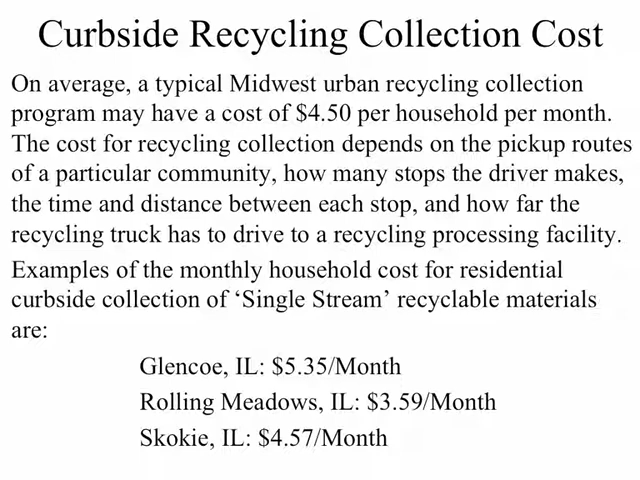 Curbside Recycling Collection Cost
On average, a typical Midwest urban recycling collection
program may have a cost of $4.50 per household per month.
The cost for recycling collection depends on the pickup routes
of a particular community, how many stops the driver makes,
the time and distance between each stop, and how far the
recycling truck has to drive to a recycling processing facility.
Examples of the monthly household cost for residential
curbside collection of ‘Single Stream’ recyclable materials
are:
Glencoe, IL: $5.35/Month
Rolling Meadows, IL: $3.59/Month
Skokie, IL: $4.57/Month